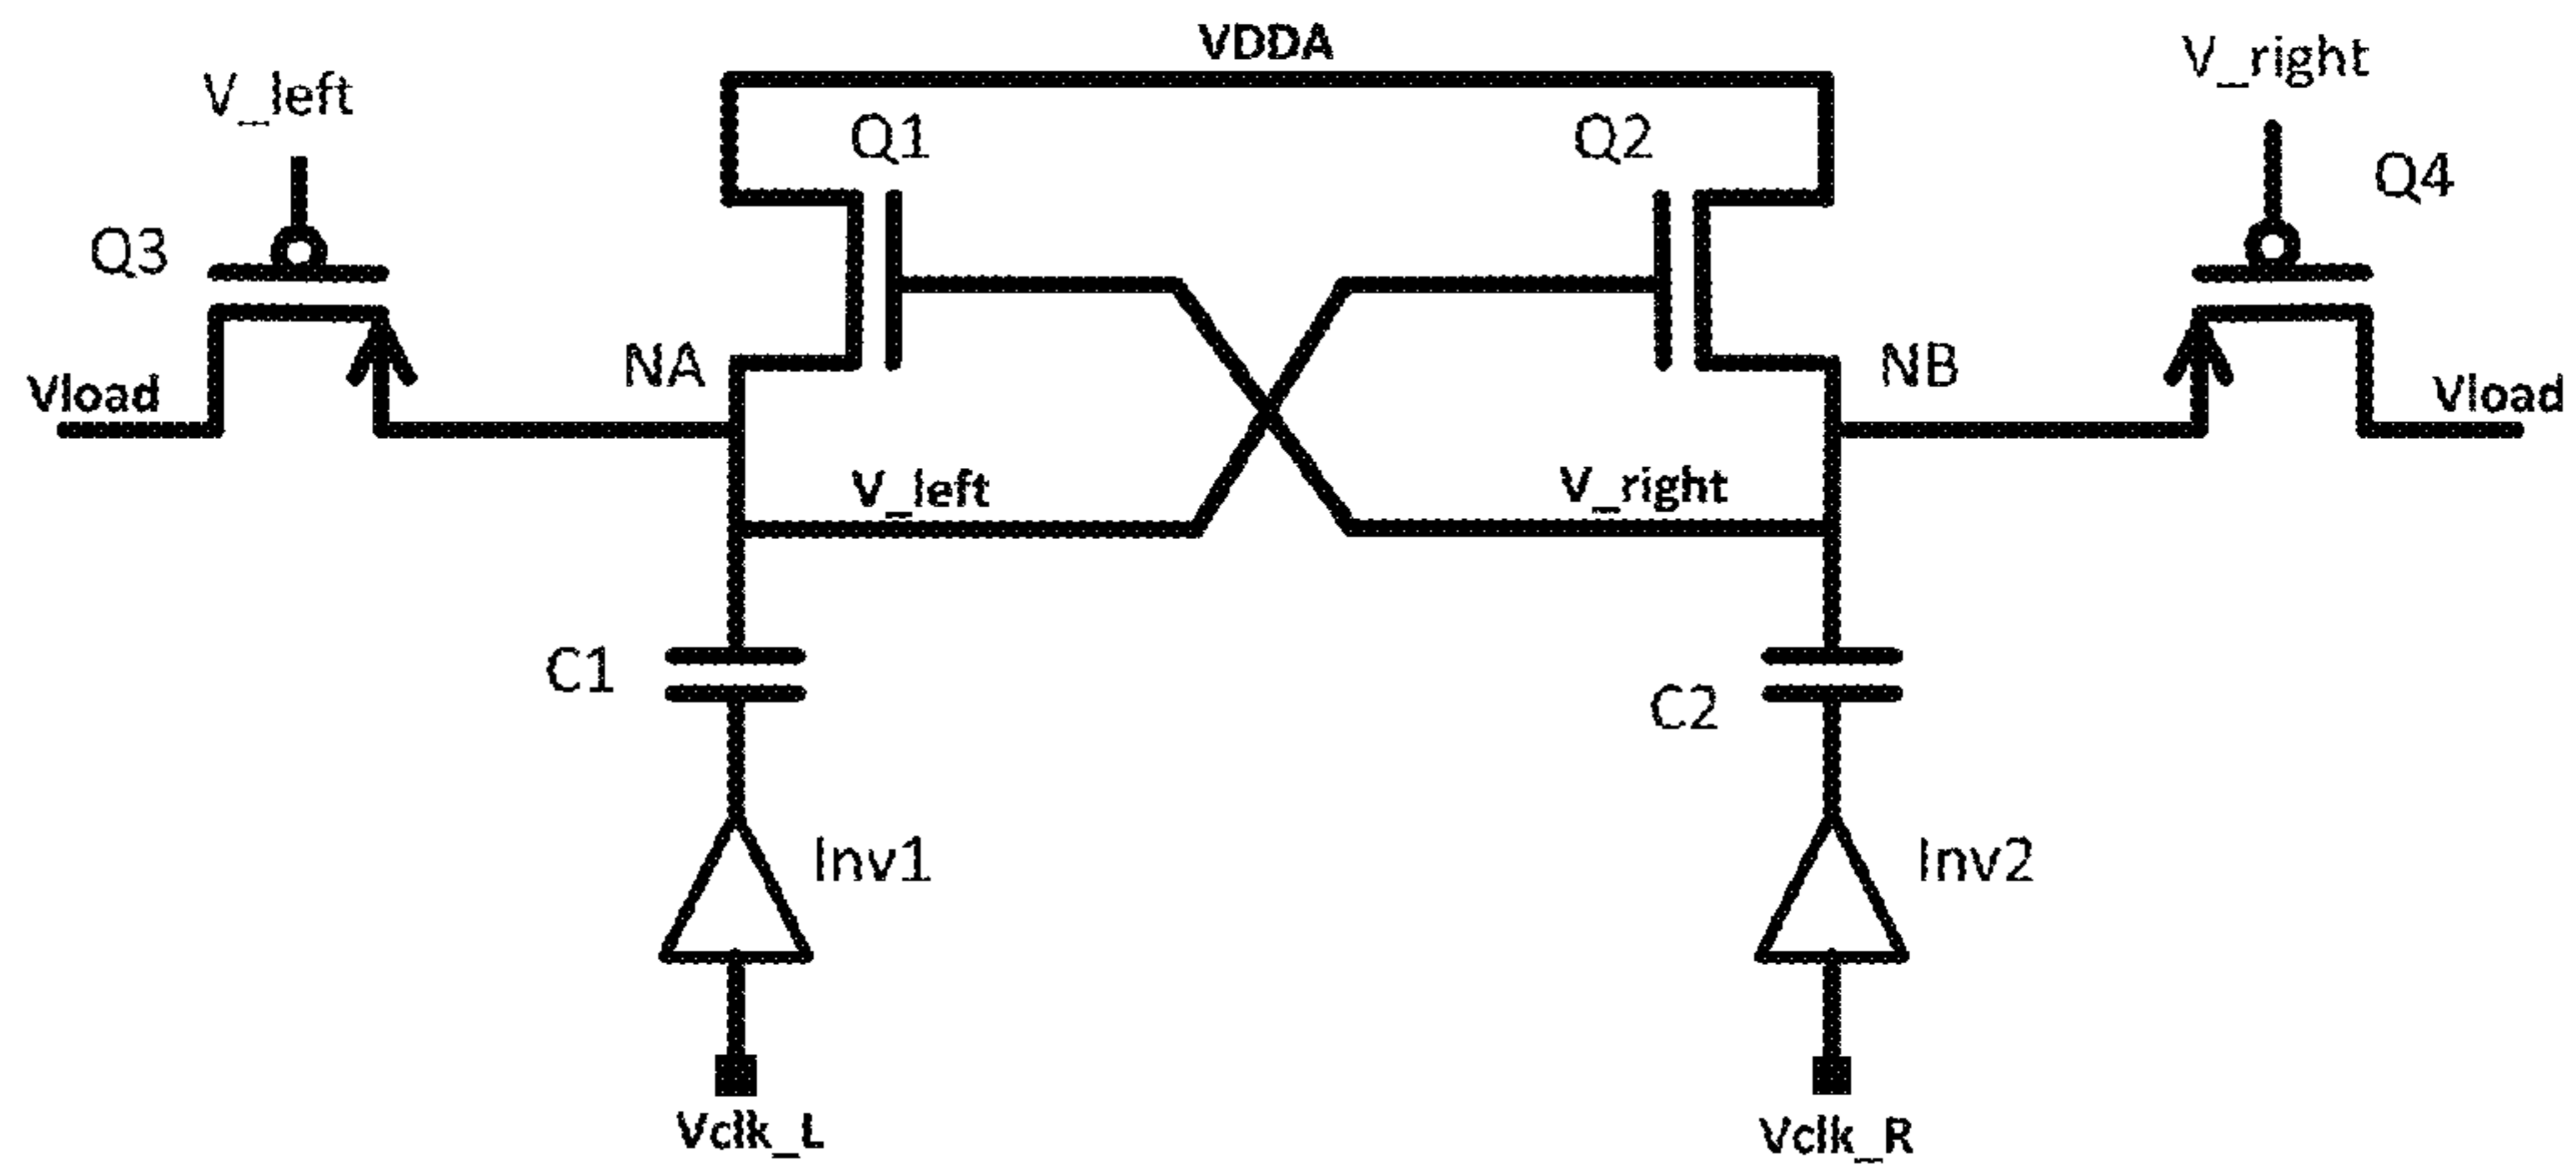 VDDA
V_left
V_right
Q1
Q2
Q4
Q3
NA
NB
Vload
Vload
V_left
V_right
C1
C2
Inv1
Inv2
Vclk_L
Vclk_R